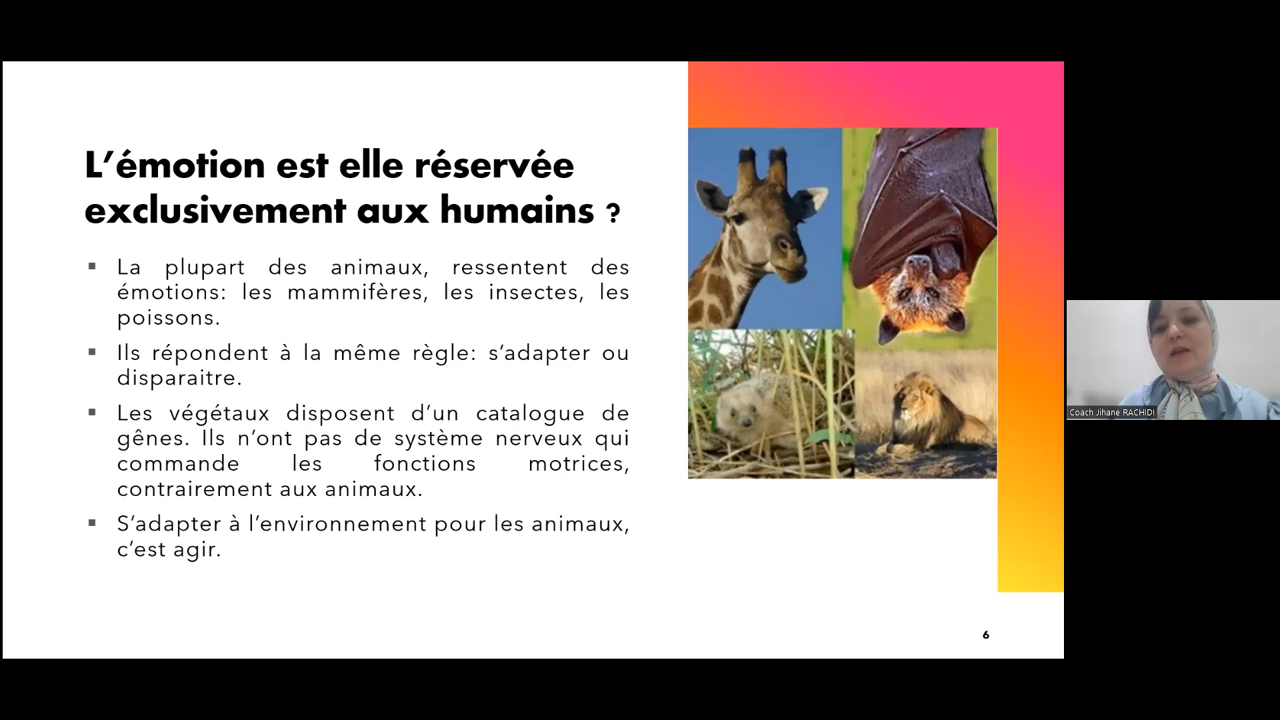 L’émotion est elle réservée
exclusivement aux humains ?
▪ La plupart des animaux, ressentent des
émotions: les mammifères, les insectes, les
poissons.
▪ Ils répondent à la même règle: s’adapter ou
disparaitre.
▪ Les végétaux disposent d’un catalogue de
gênes. Ils n’ont pas de système nerveux qui
commande les fonctions motrices,
contrairement aux animaux.
▪ S’adapter à l’environnement pour les animaux,
c’est agir.
6
Coach Jihane RACHIDI